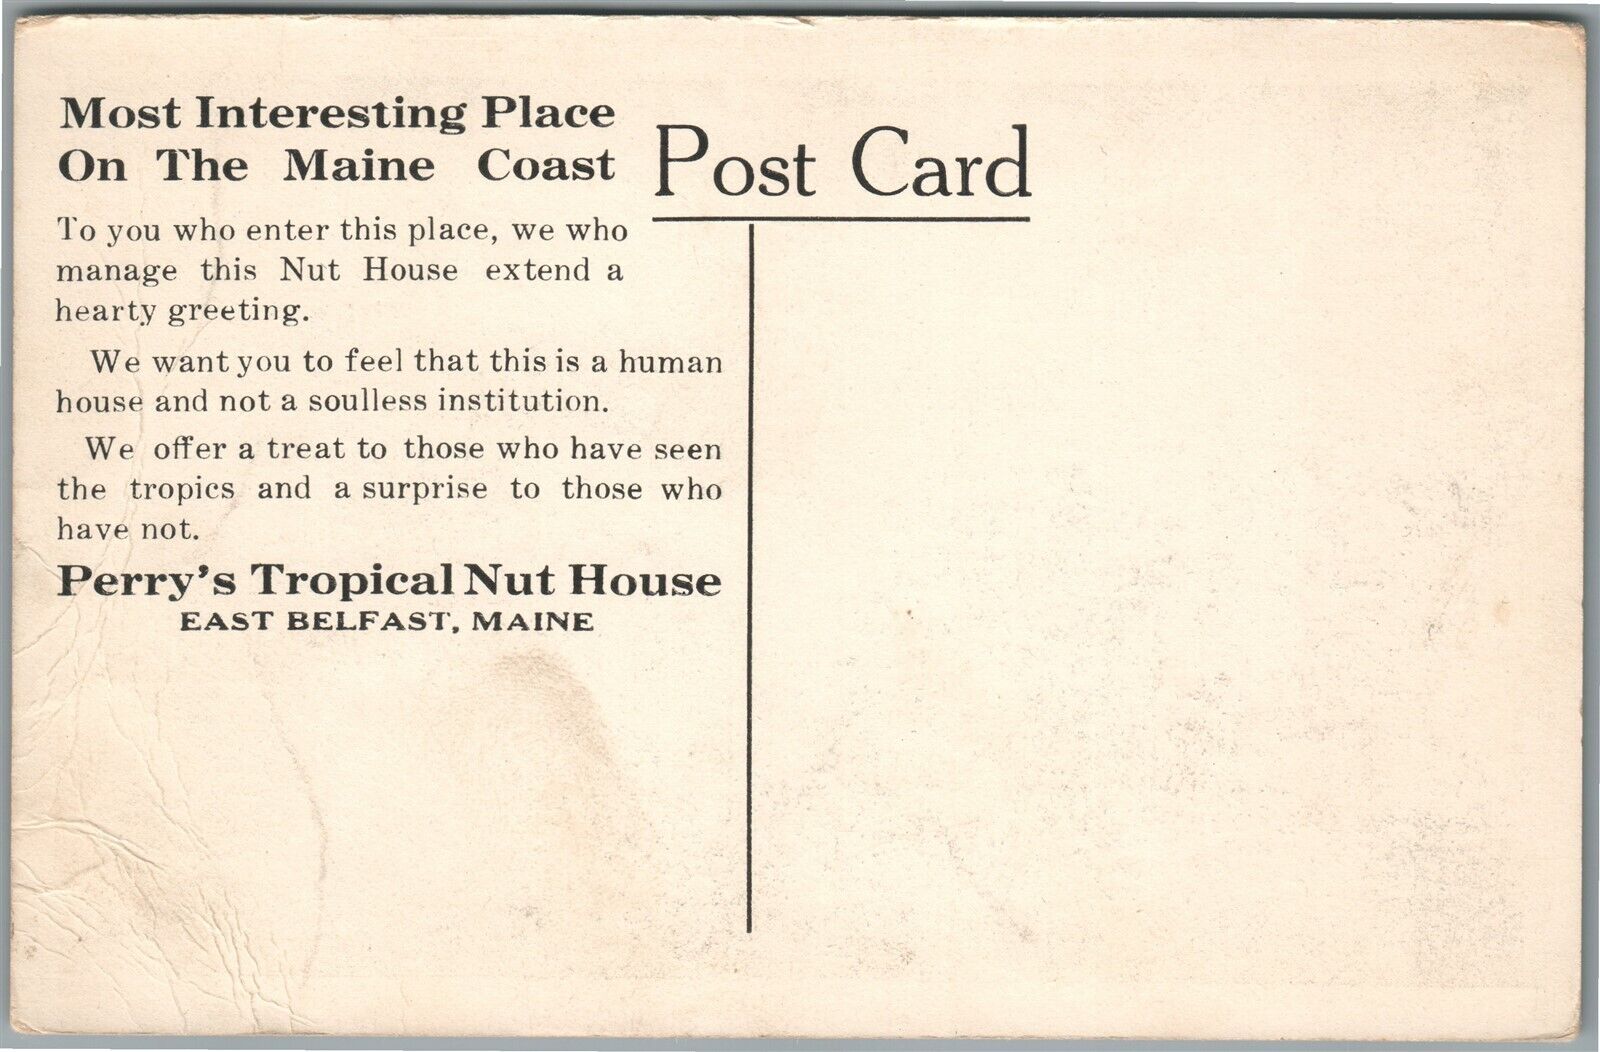 Most Interesting Place
On The Maine Coast
Post Card
To you who enter this place, we who
manage this Nut House extend a
hearty greeting.
We want you to feel that this is a human
house and not a soulless institution.
We offer a treat to those who have seen
the tropics and a surprise to those who
have not.
Perry's Tropical Nut House
EAST BELFAST, MAINE